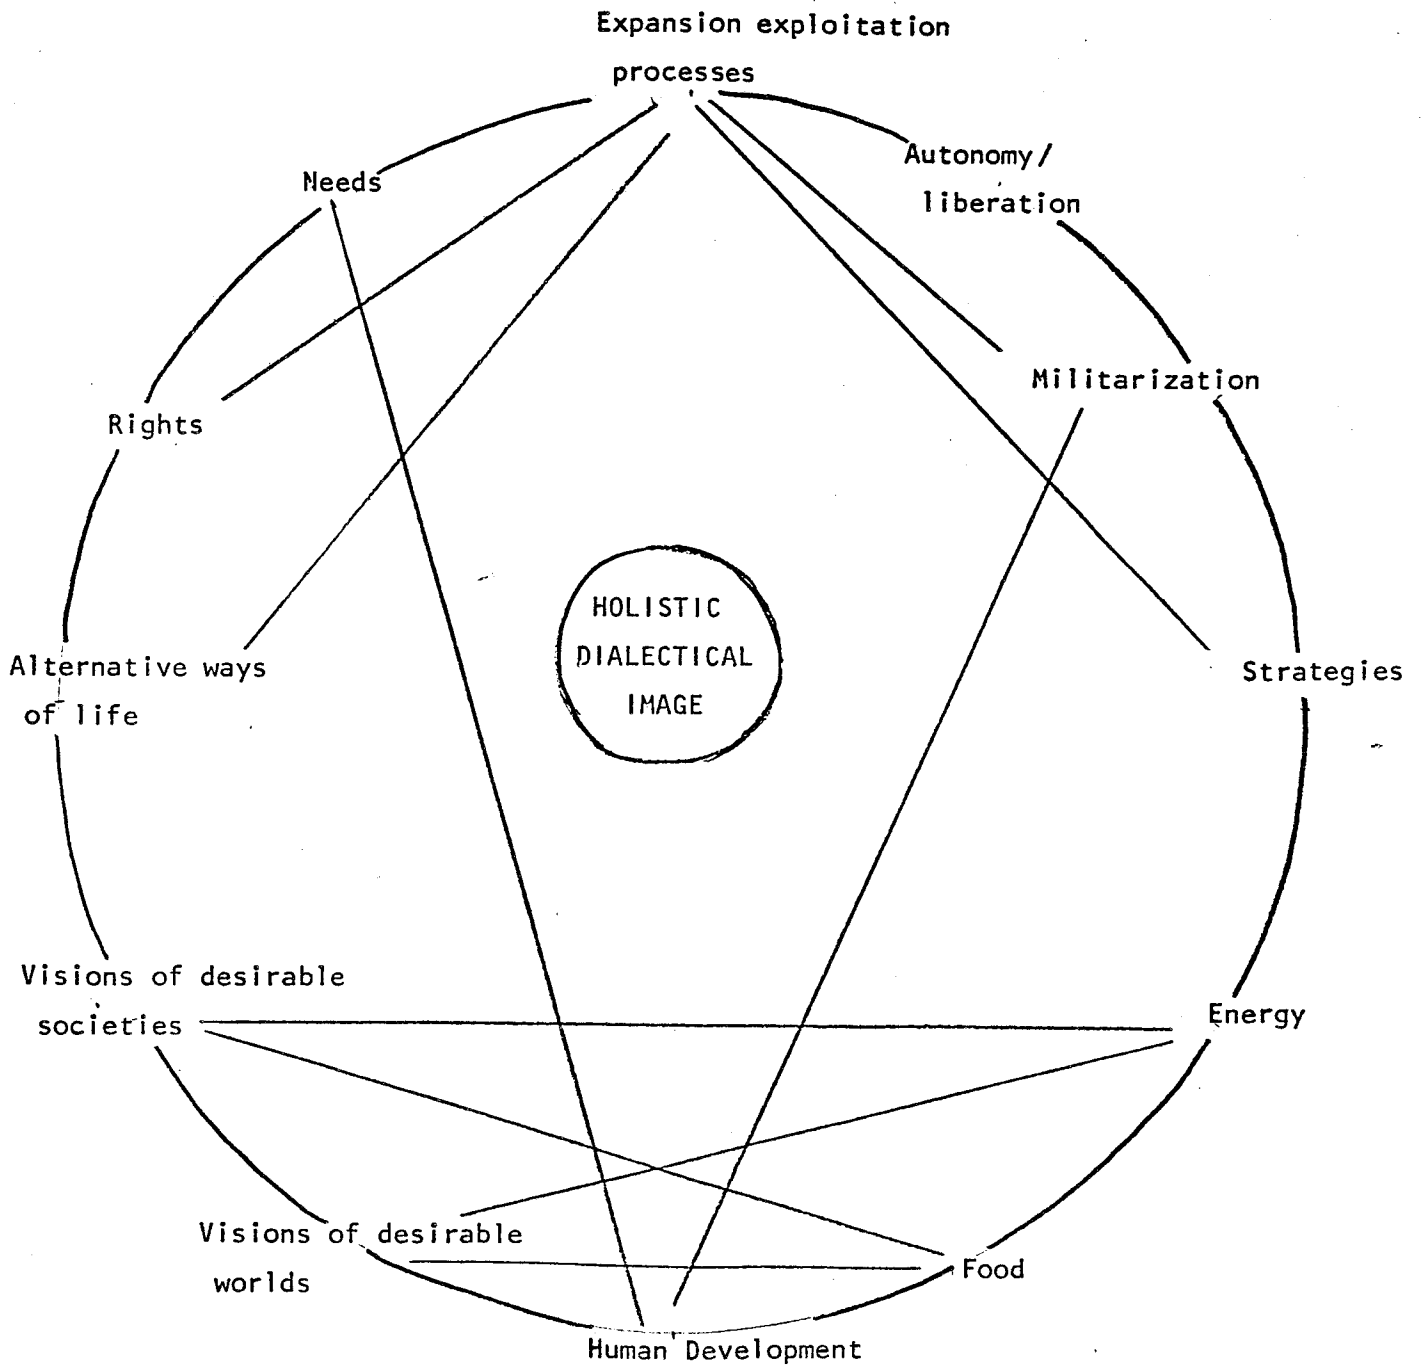 Expansion exploitation
processes
Autonomy/
liberation
Needs
Militarization
Rights
HOLISTIC
DIALECTICAL
IMAGE
Alternative ways
of life
Strategies
Visions of desirable
societies
Energy
Visions of desirable
worlds
Food
Human Development